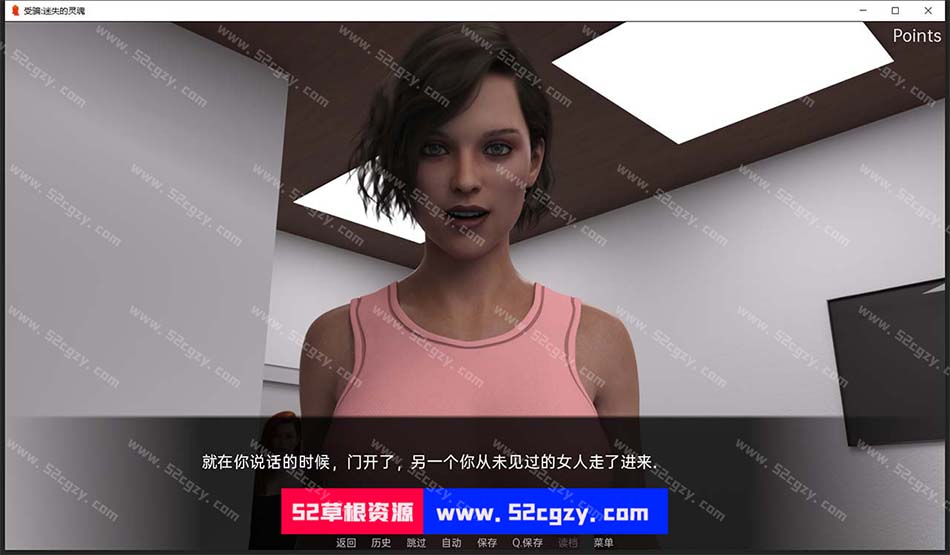 受骗:迷失的灵魂
Points
就在你说话的时候，门开了，另一个你从未见过的女人走了进来.
52草根资源 www.52cgzy.com
返回 历史 跳过 自动 保存 Q.保存 读档 菜单
www.52cgzy.com